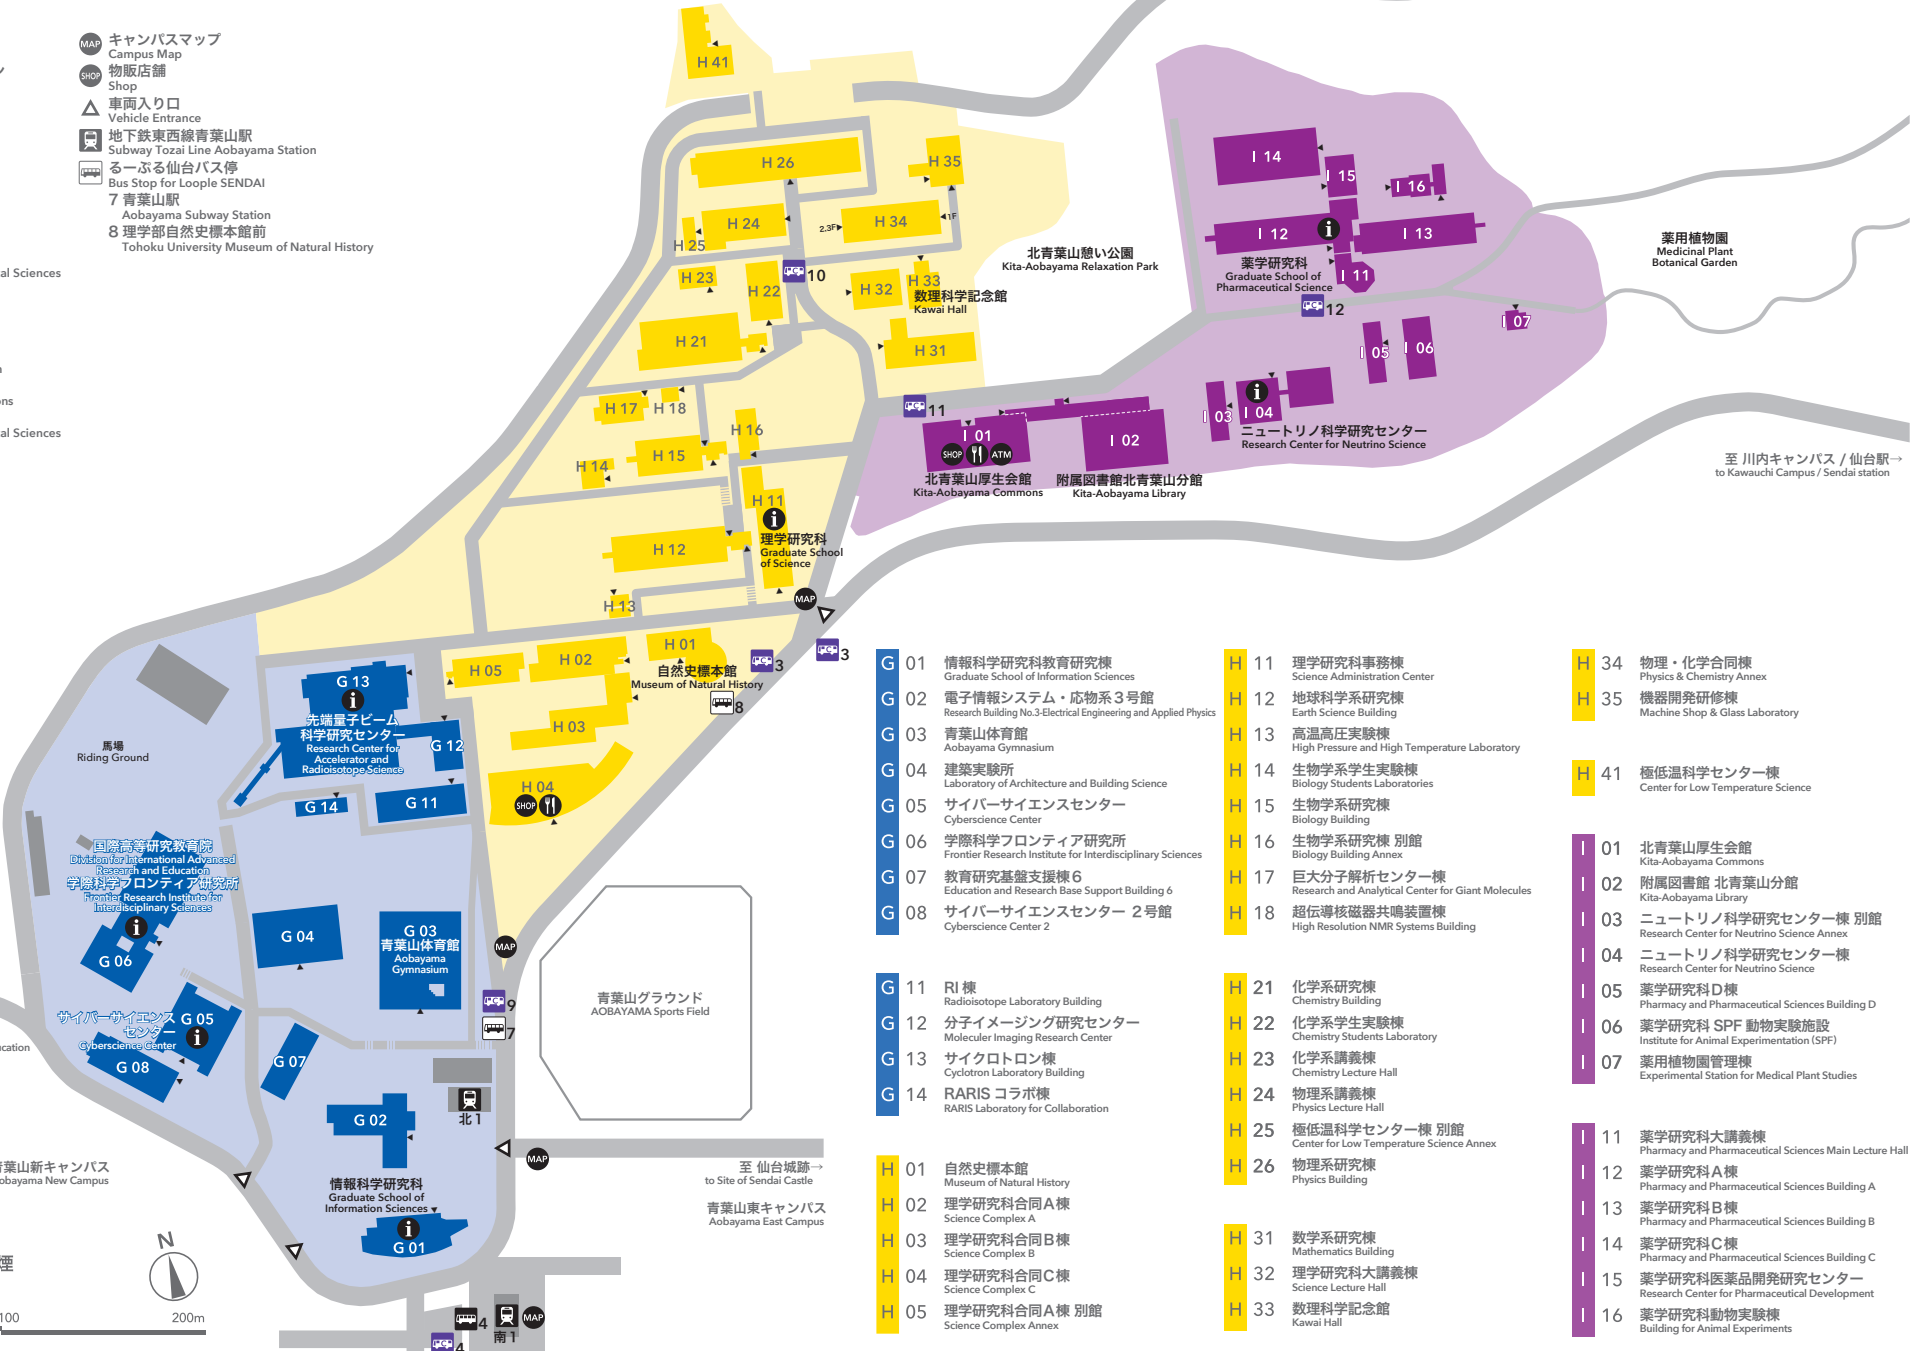 MAP キャンパスマップ
Campus Map
SHOP 物販店舗
Shop
車両入り口
Vehicle Entrance
地下鉄東西線青葉山駅
Subway Tozai Line Aobayama Station
るーぷる仙台バス停
Bus Stop for Loople SENDAI
7 青葉山駅
Aobayama Subway Station
8 理学部自然史標本館前
Tohoku University Museum of Natural History
al Sciences
ons
al Sciences
H 41
H 26
H 35
H 24
H 34
2,3F
1F
H 25
H 23
H 22
10
H 32
H 33
数理科学記念館
Kawai Hall
H 21
H 31
H 17
H 18
H 16
H 15
H 14
H 11
i
理学研究科
Graduate School
of Science
H 12
H 13
MAP
北青葉山憩い公園
Kita-Aobayama Relaxation Park
I 14
I 15
I 16
I 12
i
I 13
薬学研究科
Graduate School of
Pharmaceutical Science
I 11
12
薬用植物園
Medicinal Plant
Botanical Garden
I 07
I 05
I 06
I 03
i
I 04
ニュートリノ科学研究センター
Research Center for Neutrino Science
11
I 01
SHOP
ATM
北青葉山厚生会館
Kita-Aobayama Commons
I 02
附属図書館北青葉山分館
Kita-Aobayama Library
至 川内キャンパス / 仙台駅→
to Kawauchi Campus / Sendai station
H 05
H 02
H 01
自然史標本館
Museum of Natural History
3
3
8
H 03
H 04
SHOP
G 13
i
先端量子ビーム
科学研究センター
Research Center for
Accelerator and
Radioisotope Science
G 12
G 14
G 11
馬場
Riding Ground
国際高等研究教育院
Division for International Advanced
Research and Education
学際科学フロンティア研究所
Frontier Research Institute for
Interdisciplinary Sciences
i
G 06
G 04
G 03
青葉山体育館
Aobayama
Gymnasium
MAP
9
7
青葉山グラウンド
AOBAYAMA Sports Field
サイバーサイエンス
センター
Cyberscience Center
G 05
i
G 08
G 07
ucation
北1
G 02
MAP
至 仙台城跡→
to Site of Sendai Castle
青葉山東キャンパス
Aobayama East Campus
青葉山新キャンパス
obayama New Campus
情報科学研究科
Graduate School of
Information Sciences
i
G 01
N
100
200m
4
4
南1
MAP
G 01 情報科学研究科教育研究棟
Graduate School of Information Sciences
G 02 電子情報システム・応物系3号館
Research Building No.3-Electrical Engineering and Applied Physics
G 03 青葉山体育館
Aobayama Gymnasium
G 04 建築実験所
Laboratory of Architecture and Building Science
G 05 サイバーサイエンスセンター
Cyberscience Center
G 06 学際科学フロンティア研究所
Frontier Research Institute for Interdisciplinary Sciences
G 07 教育研究基盤支援棟6
Education and Research Base Support Building 6
G 08 サイバーサイエンスセンター 2号館
Cyberscience Center 2
G 11 RI 棟
Radioisotope Laboratory Building
G 12 分子イメージング研究センター
Moleculer Imaging Research Center
G 13 サイクロトロン棟
Cyclotron Laboratory Building
G 14 RARIS コラボ棟
RARIS Laboratory for Collaboration
H 01 自然史標本館
Museum of Natural History
H 02 理学研究科合同A棟
Science Complex A
H 03 理学研究科合同B棟
Science Complex B
H 04 理学研究科合同C棟
Science Complex C
H 05 理学研究科合同A棟 別館
Science Complex Annex
H 11 理学研究科事務棟
Science Administration Center
H 12 地球科学系研究棟
Earth Science Building
H 13 高温高圧実験棟
High Pressure and High Temperature Laboratory
H 14 生物学系学生実験棟
Biology Students Laboratories
H 15 生物学系研究棟
Biology Building
H 16 生物学系研究棟 別館
Biology Building Annex
H 17 巨大分子解析センター棟
Research and Analytical Center for Giant Molecules
H 18 超伝導核磁器共鳴装置棟
High Resolution NMR Systems Building
H 21 化学系研究棟
Chemistry Building
H 22 化学系学生実験棟
Chemistry Students Laboratory
H 23 化学系講義棟
Chemistry Lecture Hall
H 24 物理系講義棟
Physics Lecture Hall
H 25 極低温科学センター棟 別館
Center for Low Temperature Science Annex
H 26 物理系研究棟
Physics Building
H 31 数学系研究棟
Mathematics Building
H 32 理学研究科大講義棟
Science Lecture Hall
H 33 数理科学記念館
Kawai Hall
H 34 物理・化学合同棟
Physics & Chemistry Annex
H 35 機器開発研修棟
Machine Shop & Glass Laboratory
H 41 極低温科学センター棟
Center for Low Temperature Science
I 01 北青葉山厚生会館
Kita-Aobayama Commons
I 02 附属図書館 北青葉山分館
Kita-Aobayama Library
I 03 ニュートリノ科学研究センター棟 別館
Research Center for Neutrino Science Annex
I 04 ニュートリノ科学研究センター棟
Research Center for Neutrino Science
I 05 薬学研究科D棟
Pharmacy and Pharmaceutical Sciences Building D
I 06 薬学研究科 SPF 動物実験施設
Institute for Animal Experimentation (SPF)
I 07 薬用植物園管理棟
Experimental Station for Medical Plant Studies
I 11 薬学研究科大講義棟
Pharmacy and Pharmaceutical Sciences Main Lecture Hall
I 12 薬学研究科A棟
Pharmacy and Pharmaceutical Sciences Building A
I 13 薬学研究科B棟
Pharmacy and Pharmaceutical Sciences Building B
I 14 薬学研究科C棟
Pharmacy and Pharmaceutical Sciences Building C
I 15 薬学研究科医薬品開発研究センター
Research Center for Pharmaceutical Development
I 16 薬学研究科動物実験棟
Building for Animal Experiments